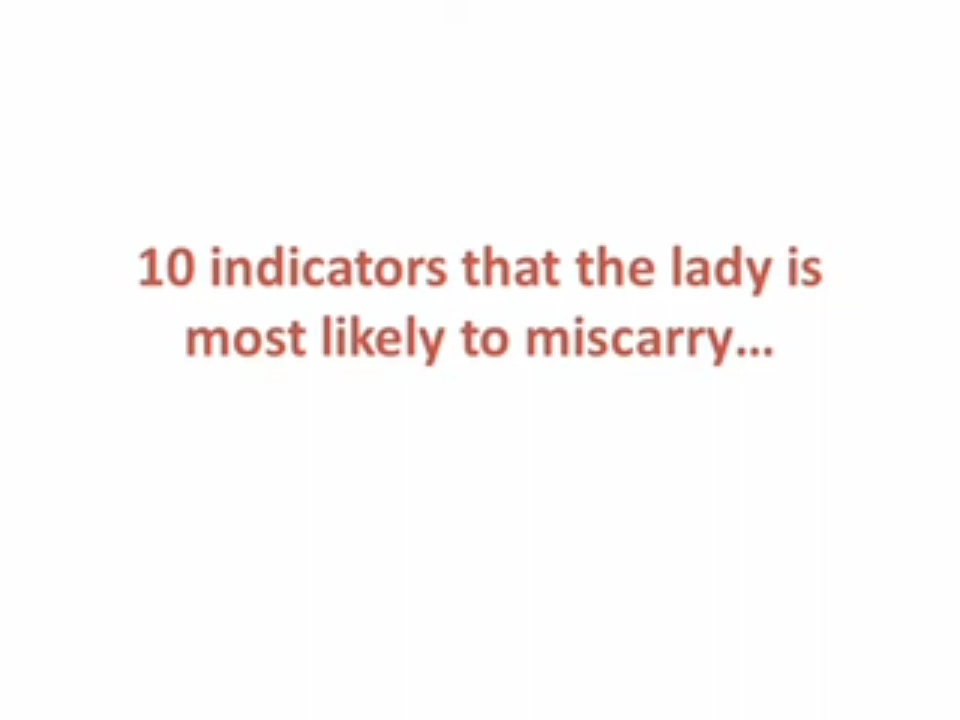 10 indicators that the lady is
most likely to miscarry…